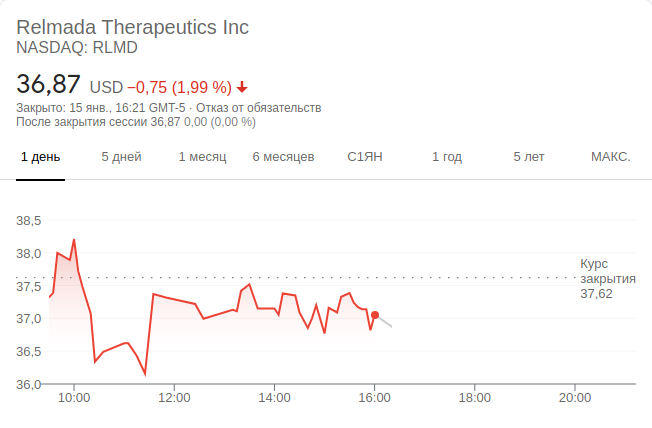 Relmada Therapeutics Inc
NASDAQ: RLMD
36,87 USD −0,75 (1,99 %)
Закрыто: 15 янв., 16:21 GMT-5 · Отказ от обязательств
После закрытия сессии 36,87 0,00 (0,00 %)
1 день 5 дней 1 месяц 6 месяцев С1ЯН 1 год 5 лет МАКС.
38,5
38,0
37,5
37,0
36,5
36,0
Курс
закрытия
37,62
10:00 12:00 14:00 16:00 18:00 20:00